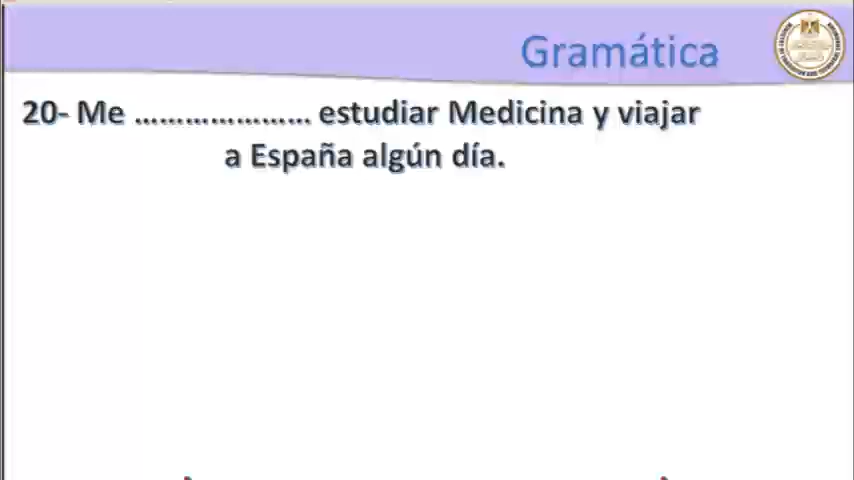 Gramática
20- Me ..................... estudiar Medicina y viajar
a España algún día.